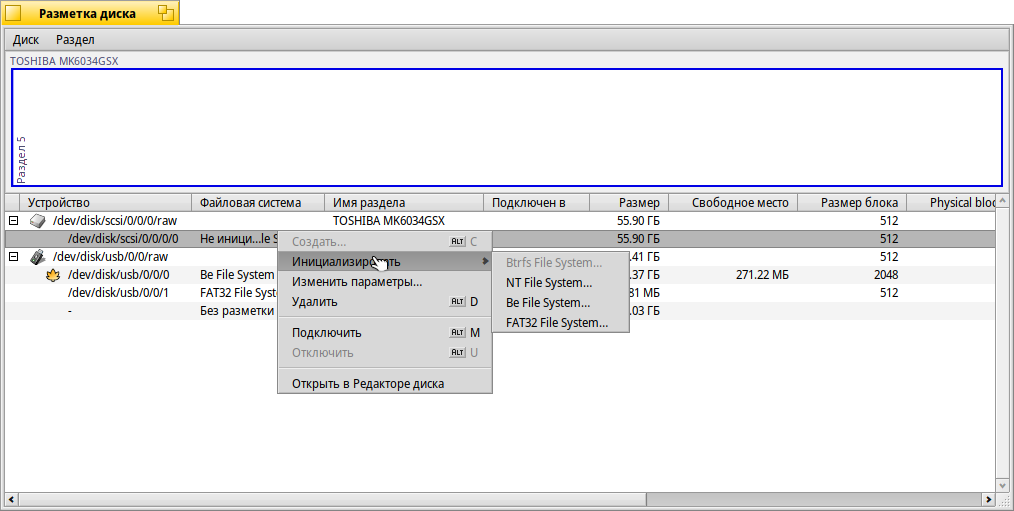 Разметка диска
Диск Раздел
TOSHIBA MK6034GSX
Раздел 5
Устройство Файловая система Имя раздела Подключен в Размер Свободное место Размер блока Physical bloc
/dev/disk/scsi/0/0/0/raw TOSHIBA MK6034GSX 55.90 ГБ 512
/dev/disk/scsi/0/0/0/0 Не иници...le S 55.90 ГБ 512
/dev/disk/usb/0/0/raw .41 ГБ 512
/dev/disk/usb/0/0/0 Be File System .37 ГБ 271.22 МБ 2048
/dev/disk/usb/0/0/1 FAT32 File Syst 81 МБ 512
- Без разметки .03 ГБ
Создать... ALT C
Инициализировать
Изменить параметры...
Удалить ALT D
Подключить ALT M
Отключить ALT U
Открыть в Редакторе диска
Btrfs File System...
NT File System...
Be File System...
FAT32 File System...